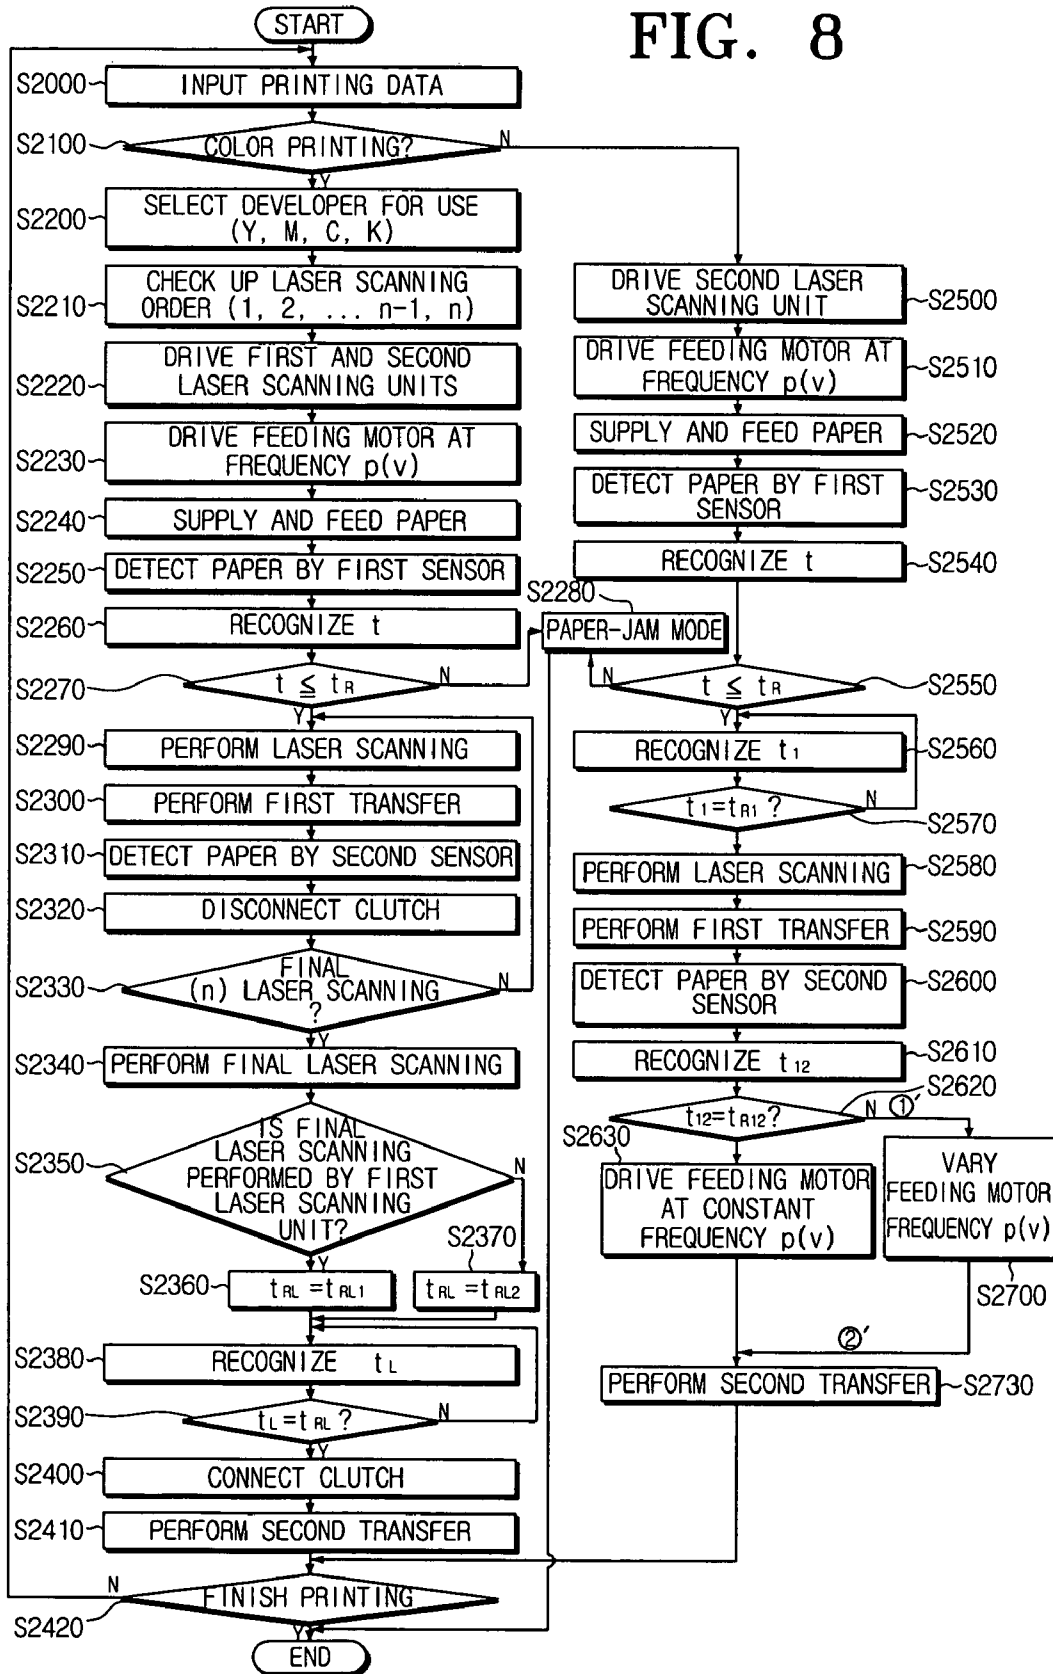 FIG. 8
START
S2000
INPUT PRINTING DATA
S2100
COLOR PRINTING?
N
Y
S2200
SELECT DEVELOPER FOR USE
(Y, M, C, K)
S2210
CHECK UP LASER SCANNING
ORDER (1, 2, ... n-1, n)
S2220
DRIVE FIRST AND SECOND
LASER SCANNING UNITS
S2230
DRIVE FEEDING MOTOR AT
FREQUENCY p(v)
S2240
SUPPLY AND FEED PAPER
S2250
DETECT PAPER BY FIRST SENSOR
S2260
RECOGNIZE t
S2270
t ≦ tR
N
Y
S2280
PAPER-JAM MODE
S2290
PERFORM LASER SCANNING
S2300
PERFORM FIRST TRANSFER
S2310
DETECT PAPER BY SECOND SENSOR
S2320
DISCONNECT CLUTCH
S2330
FINAL
(n) LASER SCANNING
?
N
Y
S2340
PERFORM FINAL LASER SCANNING
S2350
IS FINAL
LASER SCANNING
PERFORMED BY FIRST
LASER SCANNING
UNIT?
N
Y
S2360
tRL = tRL1
S2370
tRL = tRL2
S2380
RECOGNIZE tL
S2390
tL = tRL ?
N
Y
S2400
CONNECT CLUTCH
S2410
PERFORM SECOND TRANSFER
S2420
FINISH PRINTING
N
Y
END
DRIVE SECOND LASER
SCANNING UNIT
S2500
DRIVE FEEDING MOTOR AT
FREQUENCY p(v)
S2510
SUPPLY AND FEED PAPER
S2520
DETECT PAPER BY FIRST
SENSOR
S2530
RECOGNIZE t
S2540
t ≦ tR
S2550
N
Y
RECOGNIZE t1
S2560
t1=tR1 ?
N
S2570
PERFORM LASER SCANNING
S2580
PERFORM FIRST TRANSFER
S2590
DETECT PAPER BY SECOND
SENSOR
S2600
RECOGNIZE t12
S2610
t12=tR12?
S2620
N
①′
S2630
DRIVE FEEDING MOTOR
AT CONSTANT
FREQUENCY p(v)
VARY
FEEDING MOTOR
FREQUENCY p(v)
S2700
②′
PERFORM SECOND TRANSFER
S2730